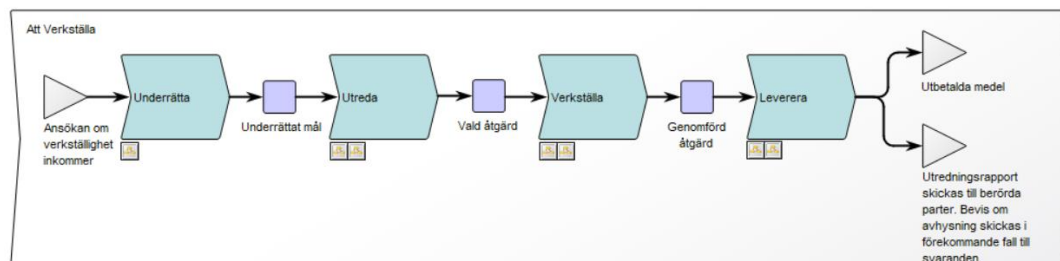 Att Verkställa
Ansökan om
verkställighet
inkommer
Underrätta
Underrättat mål
Utreda
Vald åtgärd
Verkställa
Genomförd
åtgärd
Leverera
Utbetalda medel
Utredningsrapport
skickas till berörda
parter. Bevis om
avhysning skickas i
förekommande fall till
svaranden